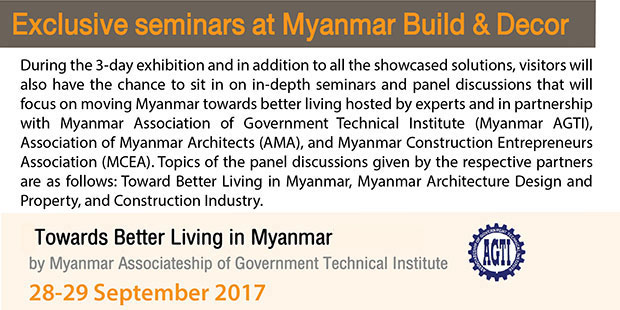 Exclusive seminars at Myanmar Build & Decor
During the 3-day exhibition and in addition to all the showcased solutions, visitors will
also have the chance to sit in on in-depth seminars and panel discussions that will
focus on moving Myanmar towards better living hosted by experts and in partnership
with Myanmar Association of Government Technical Institute (Myanmar AGTI),
Association of Myanmar Architects (AMA), and Myanmar Construction Entrepreneurs
Association (MCEA). Topics of the panel discussions given by the respective partners
are as follows: Toward Better Living in Myanmar, Myanmar Architecture Design and
Property, and Construction Industry.
Towards Better Living in Myanmar
by Myanmar Associateship of Government Technical Institute
28-29 September 2017
AGTI